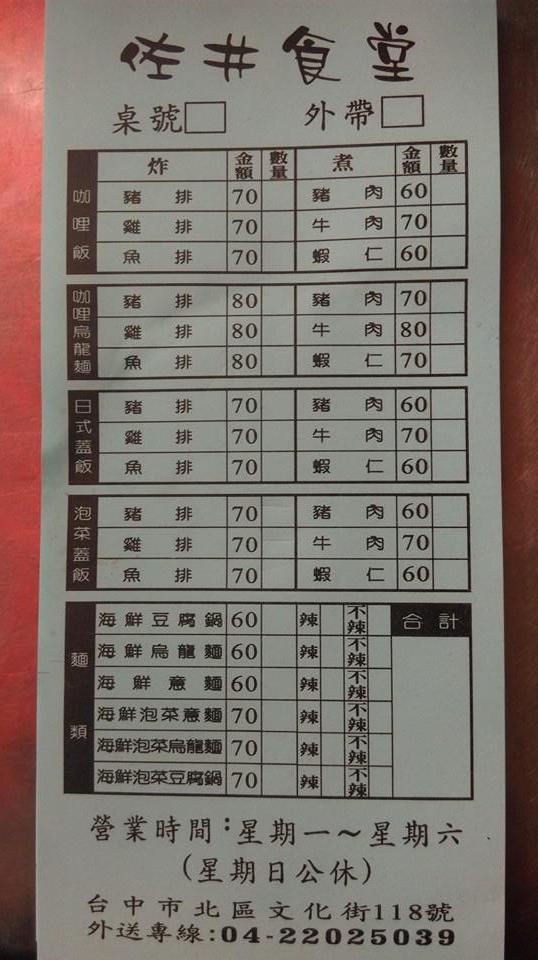 佐井食堂
桌號□ 外帶□
咖哩飯 炸 金額 數量 煮 金額 數量
豬排 70 豬肉 60
雞排 70 牛肉 70
魚排 70 蝦仁 60
咖哩烏龍麵
豬排 80 豬肉 70
雞排 80 牛肉 80
魚排 80 蝦仁 70
日式蓋飯
豬排 70 豬肉 60
雞排 70 牛肉 70
魚排 70 蝦仁 60
泡菜蓋飯
豬排 70 豬肉 60
雞排 70 牛肉 70
魚排 70 蝦仁 60
麵類
海鮮豆腐鍋 60 辣 不辣 合計
海鮮烏龍麵 60 辣 不辣
海鮮意麵 60 辣 不辣
海鮮泡菜意麵 70 辣 不辣
海鮮泡菜烏龍麵 70 辣 不辣
海鮮泡菜豆腐鍋 70 辣 不辣
營業時間:星期一~星期六
(星期日公休)
台中市北區文化街118號
外送專線:04-22025039